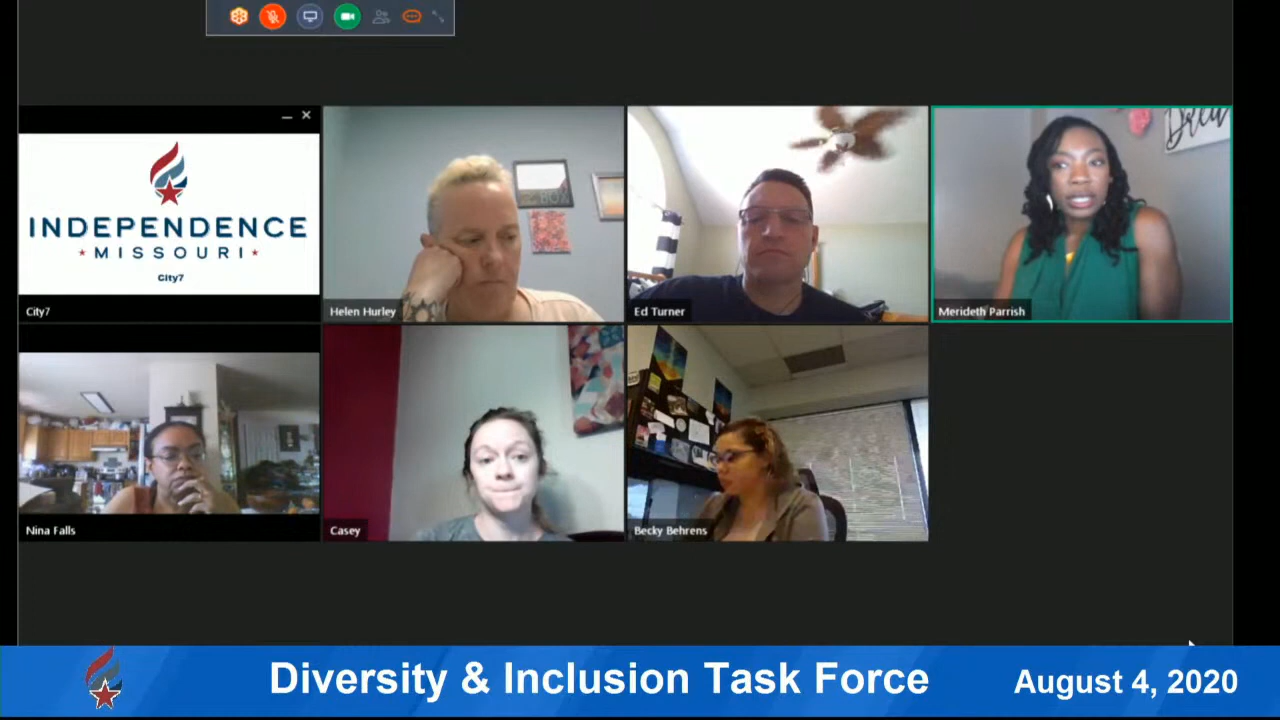 INDEPENDENCE
MISSOURI
City7
City7
Helen Hurley
Ed Turner
Merideth Parrish
Nina Falls
Casey
Becky Behrens
Diversity & Inclusion Task Force
August 4, 2020